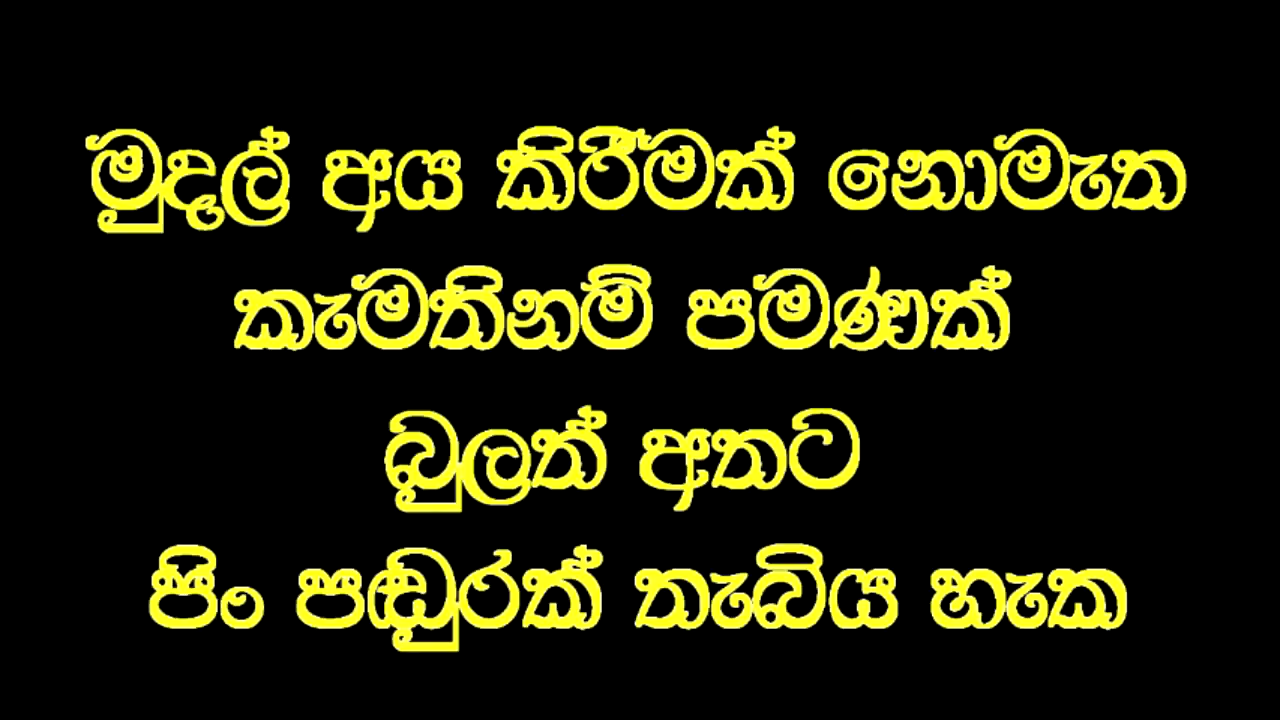 මුදල් අය කිරීමක් නොමැත
කැමතිනම් පමණක්
බුලත් අතට
පිං පඬුරක් තැබිය හැක